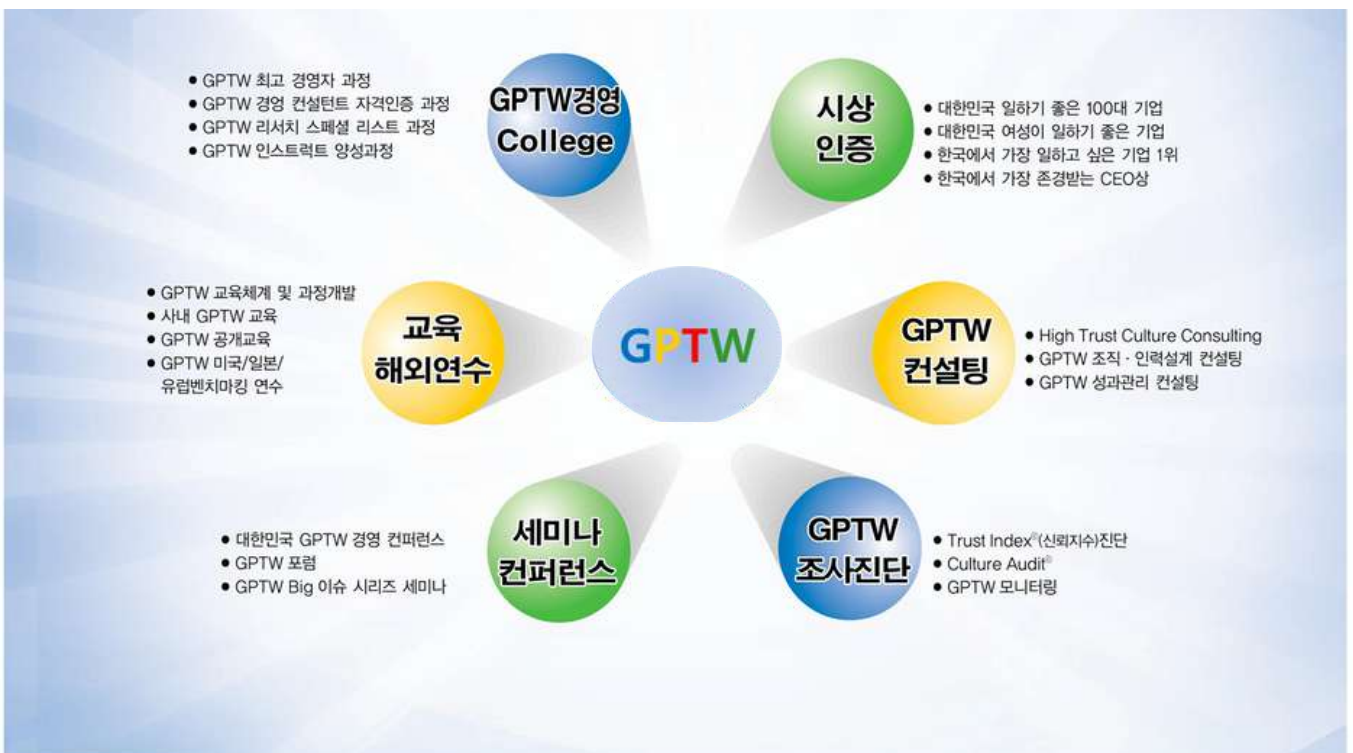 GPTW 최고 경영자 과정
GPTW 경영 컨설턴트 자격인증 과정
GPTW 리서치 스페셜 리스트 과정
GPTW 인스트럭트 양성과정
GPTW경영
College
시상
인증
대한민국 일하기 좋은 100대 기업
대한민국 여성이 일하기 좋은 기업
한국에서 가장 일하고 싶은 기업 1위
한국에서 가장 존경받는 CEO상
GPTW 교육체계 및 과정개발
사내 GPTW 교육
GPTW 공개교육
GPTW 미국/일본/
유럽벤치마킹 연수
교육
해외연수
GPTW
GPTW
컨설팅
High Trust Culture Consulting
GPTW 조직 · 인력설계 컨설팅
GPTW 성과관리 컨설팅
대한민국 GPTW 경영 컨퍼런스
GPTW 포럼
GPTW Big 이슈 시리즈 세미나
세미나
컨퍼런스
GPTW
조사진단
Trust Index®(신뢰지수)진단
Culture Audit®
GPTW 모니터링